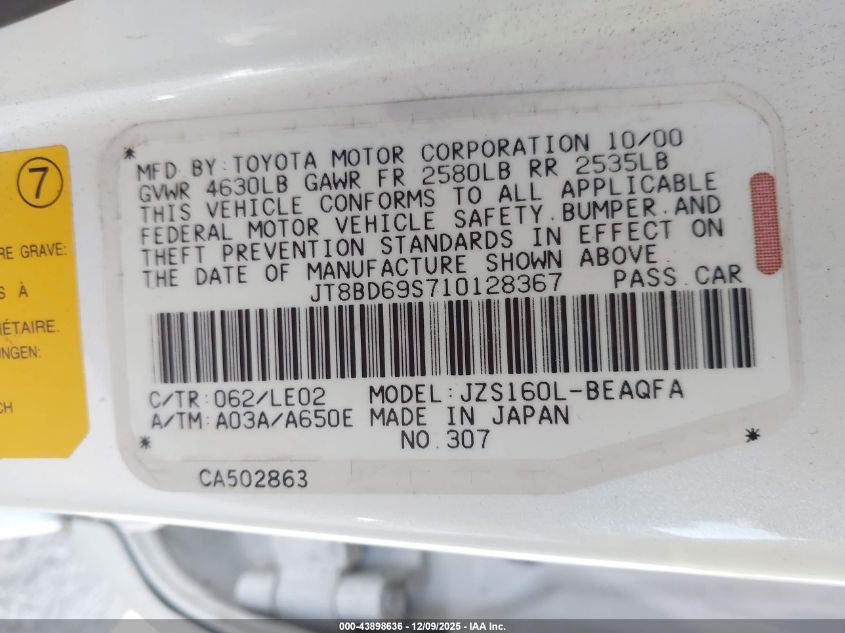 7
RE GRAVE:
S À
IÉTAIRE.
UNGEN:
CH
* MFD BY:TOYOTA MOTOR CORPORATION 10/00
GVWR 4630LB GAWR FR 2580LB RR 2535LB
THIS VEHICLE CONFORMS TO ALL APPLICABLE
FEDERAL MOTOR VEHICLE SAFETY,BUMPER,AND
THEFT PREVENTION STANDARDS IN EFFECT ON
THE DATE OF MANUFACTURE SHOWN ABOVE.
JT8BD69S710128367 PASS.CAR
C/TR:062/LE02 MODEL:JZS160L-BEAQFA
A/TM:A03A/A650E MADE IN JAPAN
* NO.307 *
CA502863
000-43898636 - 12/09/2025 - IAA Inc.